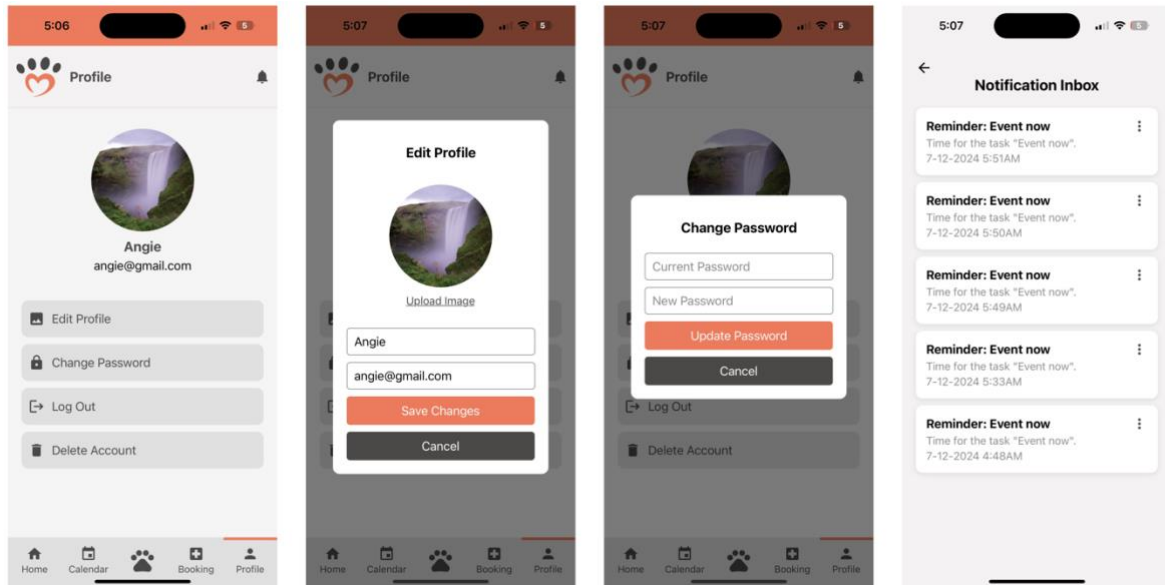 5:06
5
Profile
Angie
angie@gmail.com
Edit Profile
Change Password
Log Out
Delete Account
Home
Calendar
Booking
Profile
5:07
5
Profile
Edit Profile
Upload Image
Angie
angie@gmail.com
Save Changes
Cancel
Home
Calendar
Booking
Profile
5:07
5
Profile
Change Password
Current Password
New Password
Update Password
Cancel
Log Out
Delete Account
Home
Calendar
Booking
Profile
5:07
5
Notification Inbox
Reminder: Event now
Time for the task "Event now".
7-12-2024 5:51AM
Reminder: Event now
Time for the task "Event now".
7-12-2024 5:50AM
Reminder: Event now
Time for the task "Event now".
7-12-2024 5:49AM
Reminder: Event now
Time for the task "Event now".
7-12-2024 5:33AM
Reminder: Event now
Time for the task "Event now".
7-12-2024 4:48AM